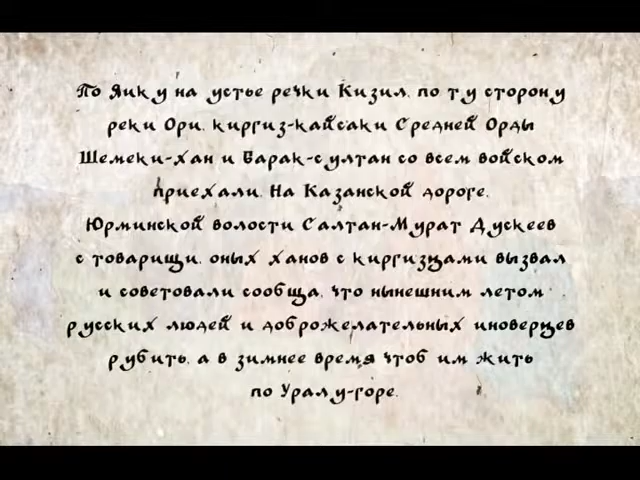 По Яику на устье речки Кизил, по ту сторону
реки Ори, киргиз-кайсаки Средней Орды
Шемеки-хан и Барак-султан со всем войском
приехали. На Казанской дороге,
Юрминской волости Салтан-Мурат Дускеев
с товарищи, оных ханов с киргизцами вызвал
и советовали сообща, что нынешним летом
русских людей и доброжелательных иноверцев
рубить, а в зимнее время чтоб им жить
по Уралу-горе.